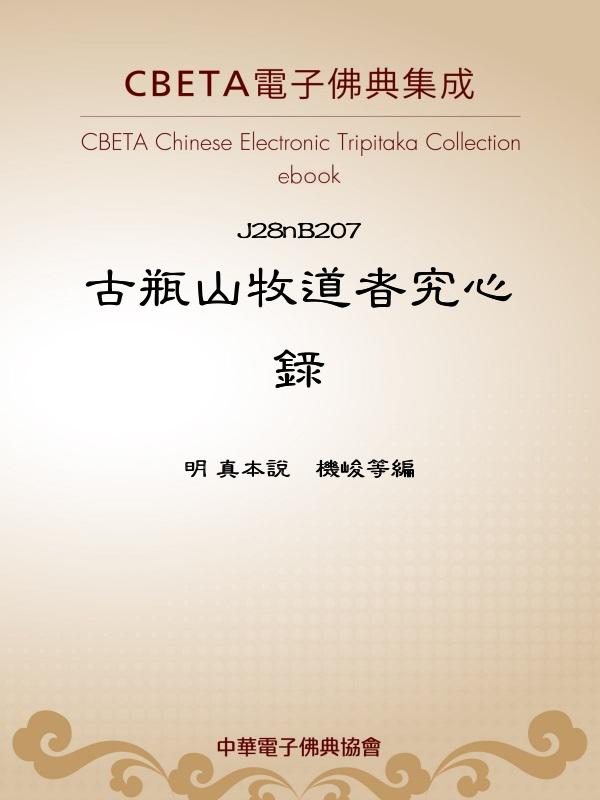 CBETA電子佛典集成
CBETA Chinese Electronic Tripitaka Collection
ebook
J28nB207
古瓶山牧道者究心
錄
明 真本說　機峻等編
中華電子佛典協會